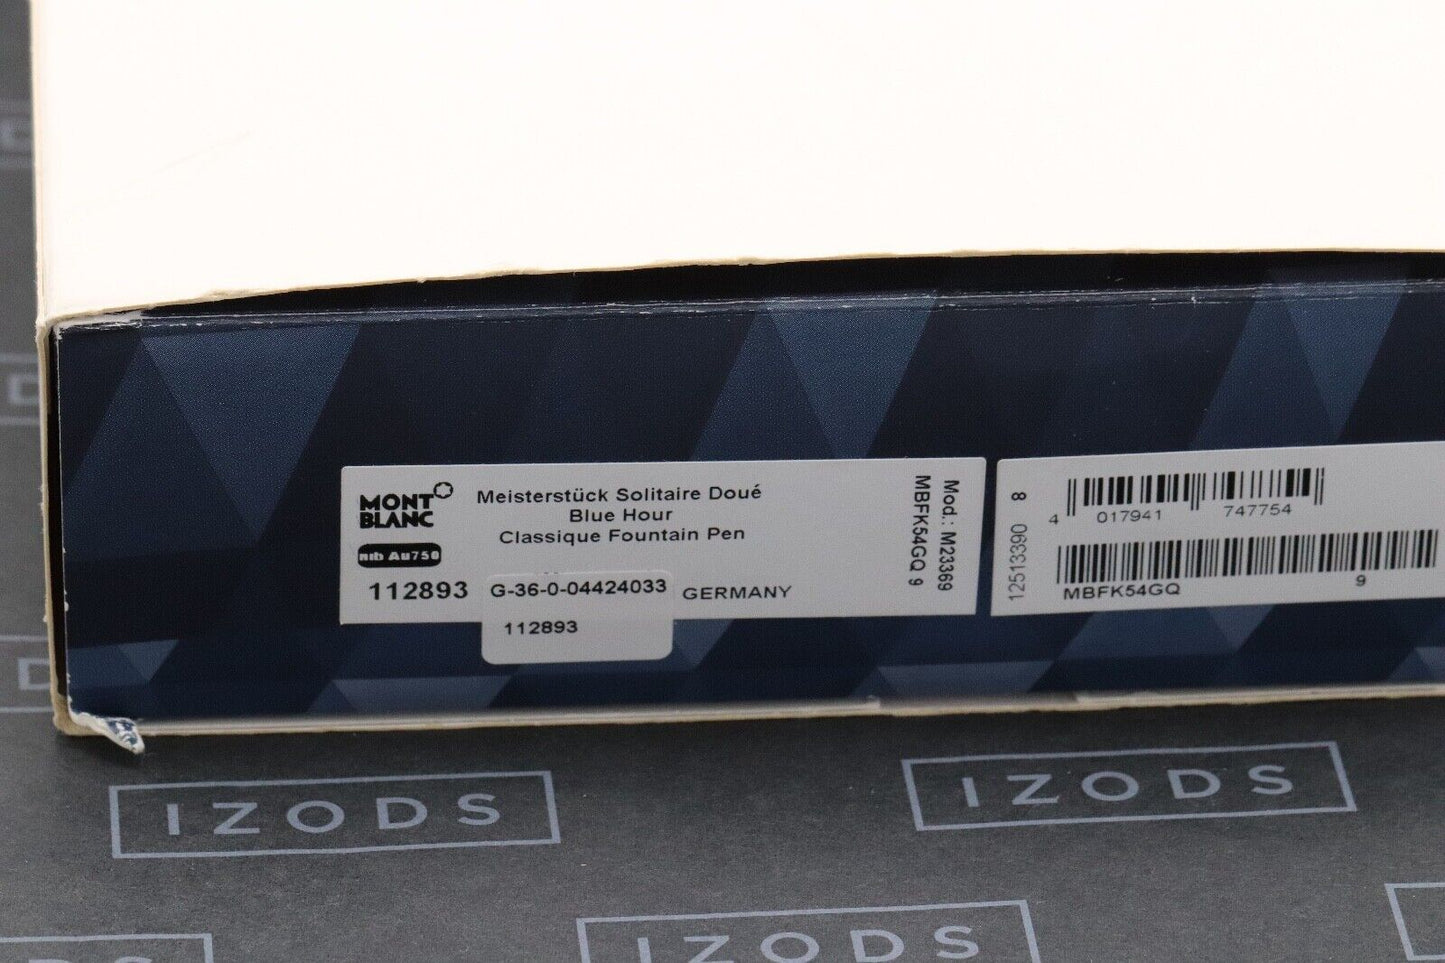 MONT
BLANC
nib Au750
Meisterstück Solitaire Doué
Blue Hour
Classique Fountain Pen
112893
G-36-0-04424033
112893
GERMANY
Mod.: M23369
MBFK54GQ 9
12513390 8
4 017941 747754
MBFK54GQ 9
IZODS
IZODS
IZODS